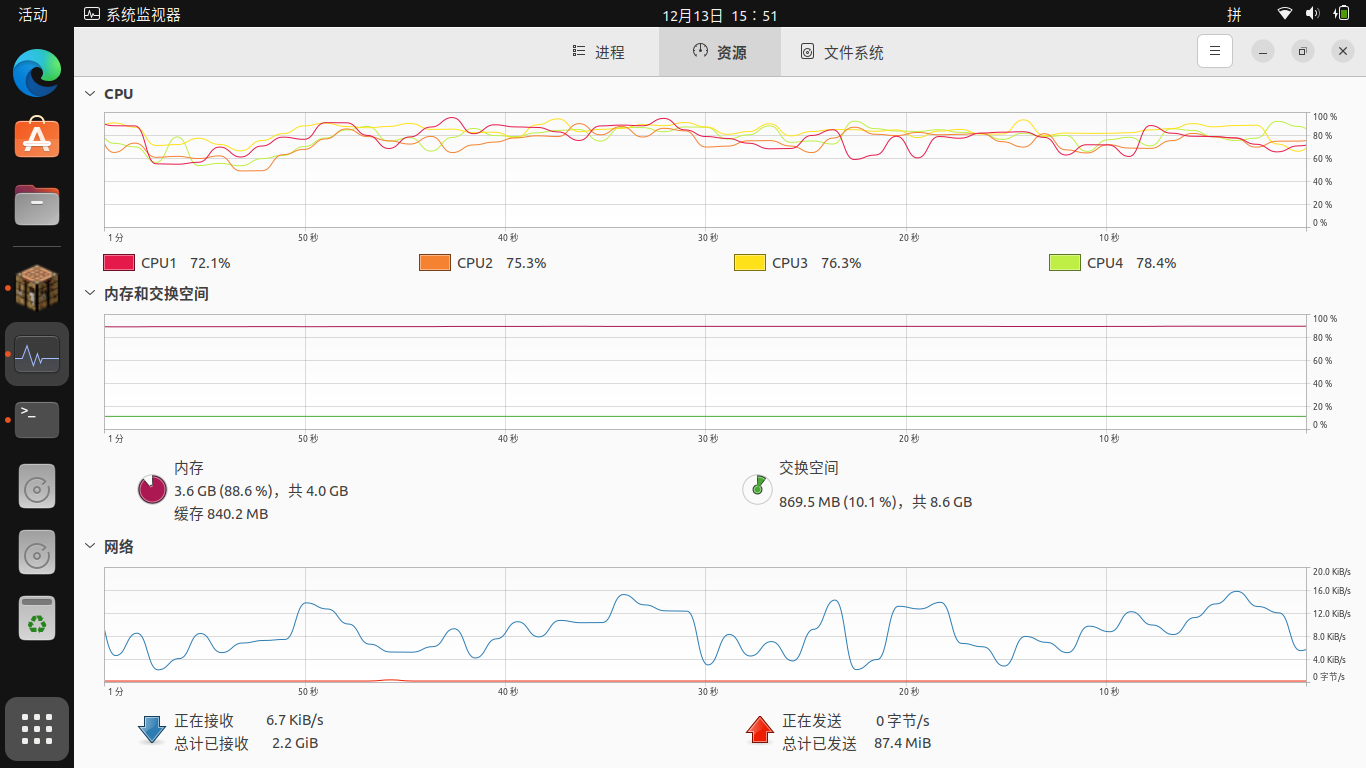 活动 系统监视器 12月13日 15：51 拼
进程 资源 文件系统
CPU
100 %
80 %
60 %
40 %
20 %
0 %
1 分 50 秒 40 秒 30 秒 20 秒 10 秒
CPU1 72.1% CPU2 75.3% CPU3 76.3% CPU4 78.4%
内存和交换空间
100 %
80 %
60 %
40 %
20 %
0 %
1 分 50 秒 40 秒 30 秒 20 秒 10 秒
内存
3.6 GB (88.6 %)，共 4.0 GB
缓存 840.2 MB
交换空间
869.5 MB (10.1 %)，共 8.6 GB
网络
20.0 KiB/s
16.0 KiB/s
12.0 KiB/s
8.0 KiB/s
4.0 KiB/s
0 字节/s
1 分 50 秒 40 秒 30 秒 20 秒 10 秒
正在接收 6.7 KiB/s
总计已接收 2.2 GiB
正在发送 0 字节/s
总计已发送 87.4 MiB